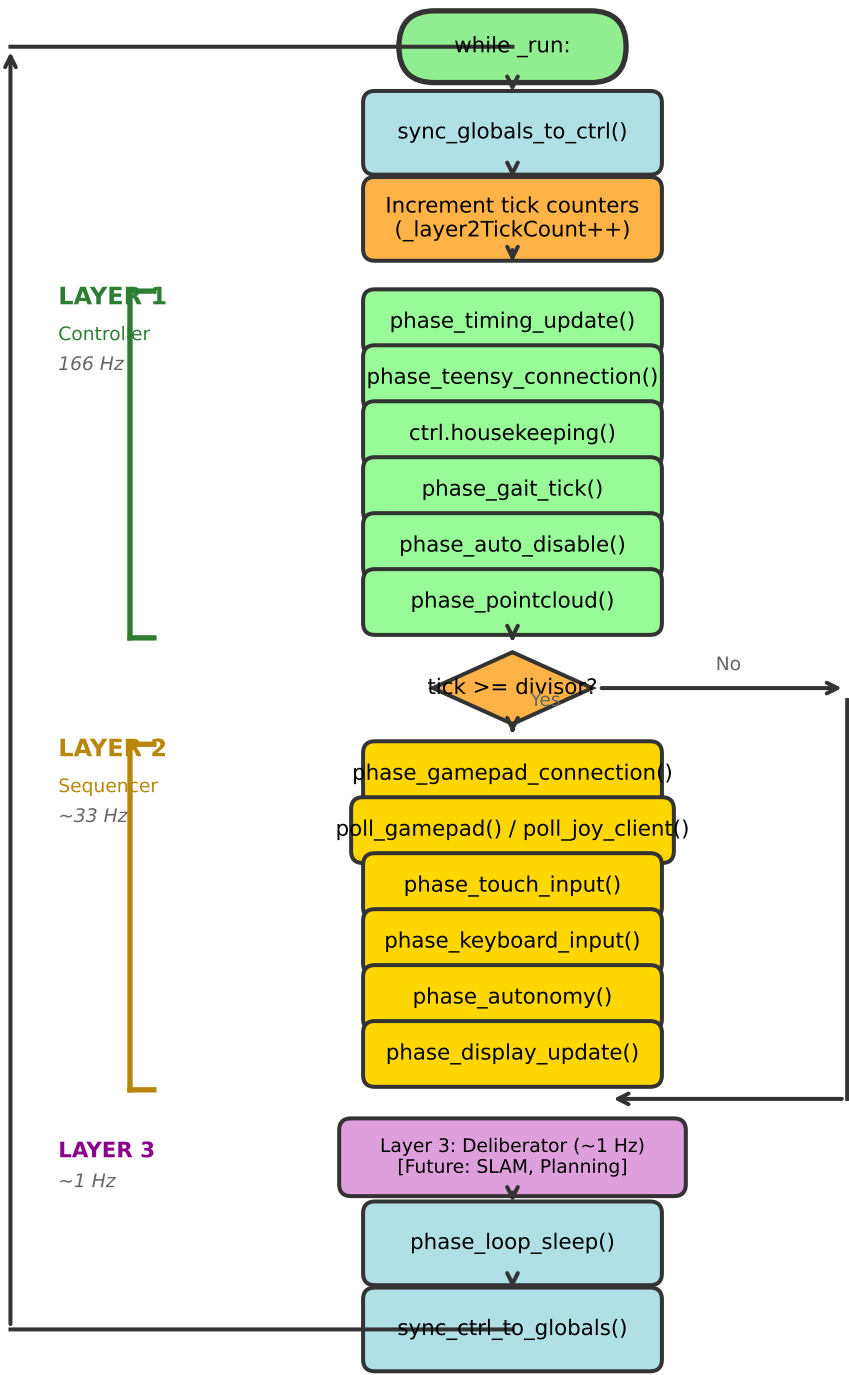 while _run:
sync_globals_to_ctrl()
Increment tick counters
(_layer2TickCount++)
LAYER 1
Controller
166 Hz
phase_timing_update()
phase_teensy_connection()
ctrl.housekeeping()
phase_gait_tick()
phase_auto_disable()
phase_pointcloud()
tick >= divisor?
No
Yes
LAYER 2
Sequencer
~33 Hz
phase_gamepad_connection()
poll_gamepad() / poll_joy_client()
phase_touch_input()
phase_keyboard_input()
phase_autonomy()
phase_display_update()
LAYER 3
~1 Hz
Layer 3: Deliberator (~1 Hz)
[Future: SLAM, Planning]
phase_loop_sleep()
sync_ctrl_to_globals()